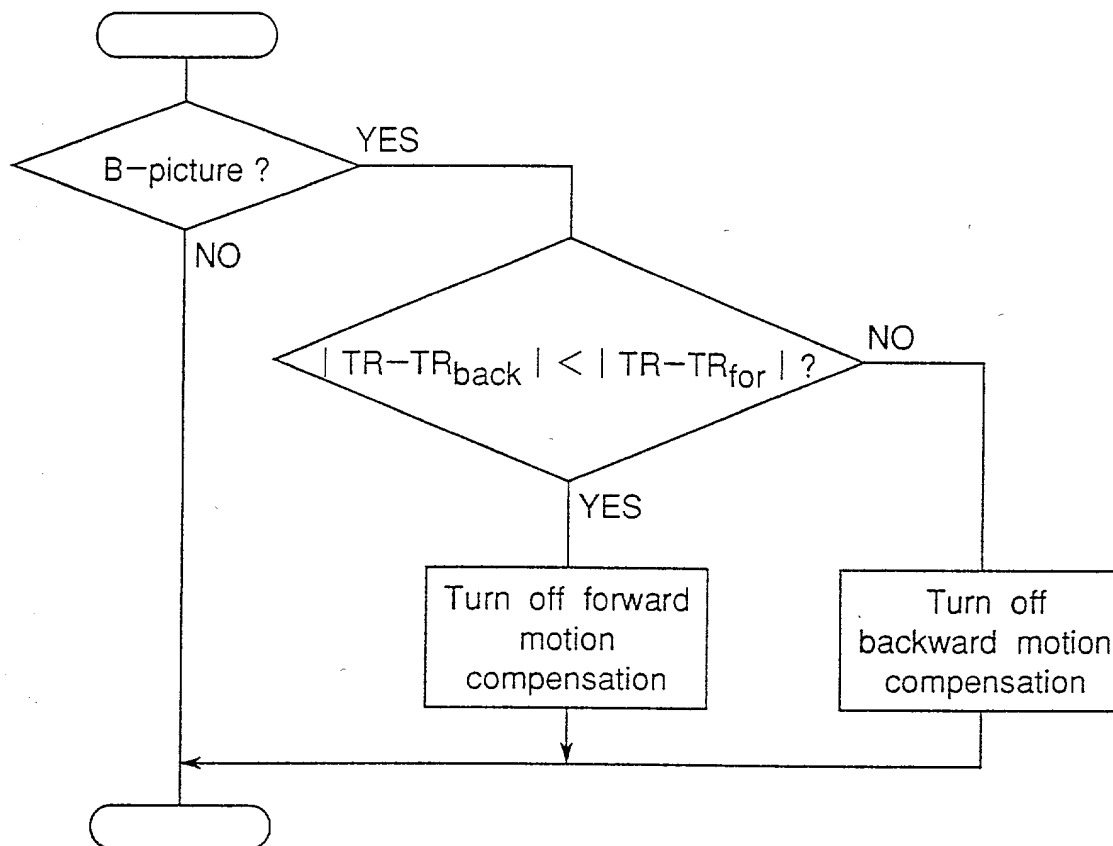 B-picture ?
YES
NO
| TR-TRback | < | TR-TRfor | ?
NO
YES
Turn off forward
motion
compensation
Turn off
backward motion
compensation